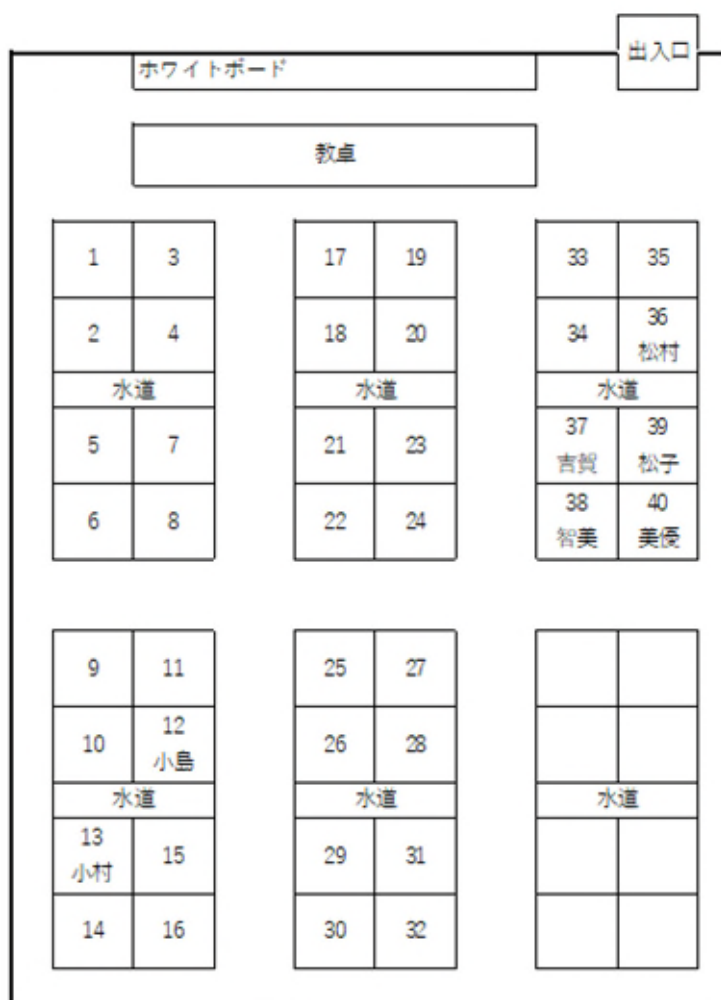 出入口
ホワイトボード
教卓
1 3 17 19 33 35
2 4 18 20 34 36
松村
水道 水道 水道
5 7 21 23 37 39
吉賀 松子
6 8 22 24 38 40
智美 美優
9 11 25 27
10 12 26 28
小島
水道 水道 水道
13 15 29 31
小村
14 16 30 32